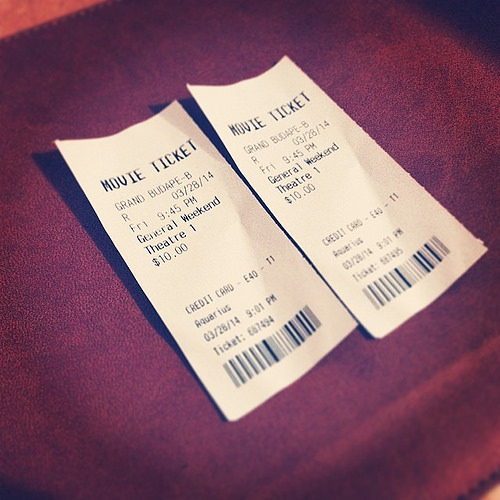 MOVIE TICKET
GRAND BUDAPE-B
R 03/28/14
Fri 9:45 PM
General Weekend
Theatre 1
$10.00
CREDIT CARD - E40 - T1
Aquarius
03/28/14 9:01 PM
Ticket: 687494
MOVIE TICKET
GRAND BUDAPE-B
R 03/28/14
Fri 9:45 PM
General Weekend
Theatre 1
$10.00
CREDIT CARD - E40 - T1
Aquarius
03/28/14 9:01 PM
Ticket: 687495